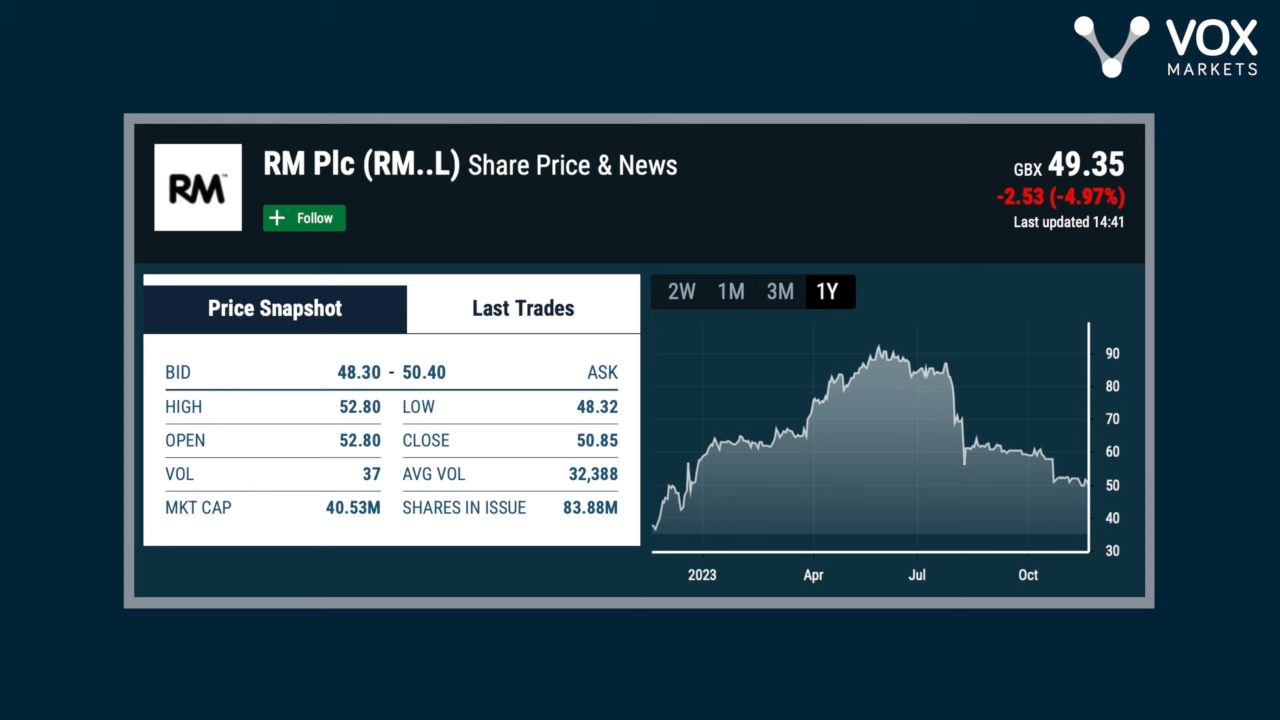 VOX
MARKETS
RM™
RM Plc (RM..L) Share Price & News
+ Follow
GBX 49.35
-2.53 (-4.97%)
Last updated 14:41
Price Snapshot Last Trades
BID 48.30 - 50.40 ASK
HIGH 52.80 LOW 48.32
OPEN 52.80 CLOSE 50.85
VOL 37 AVG VOL 32,388
MKT CAP 40.53M SHARES IN ISSUE 83.88M
2W 1M 3M 1Y
90
80
70
60
50
40
30
2023 Apr Jul Oct